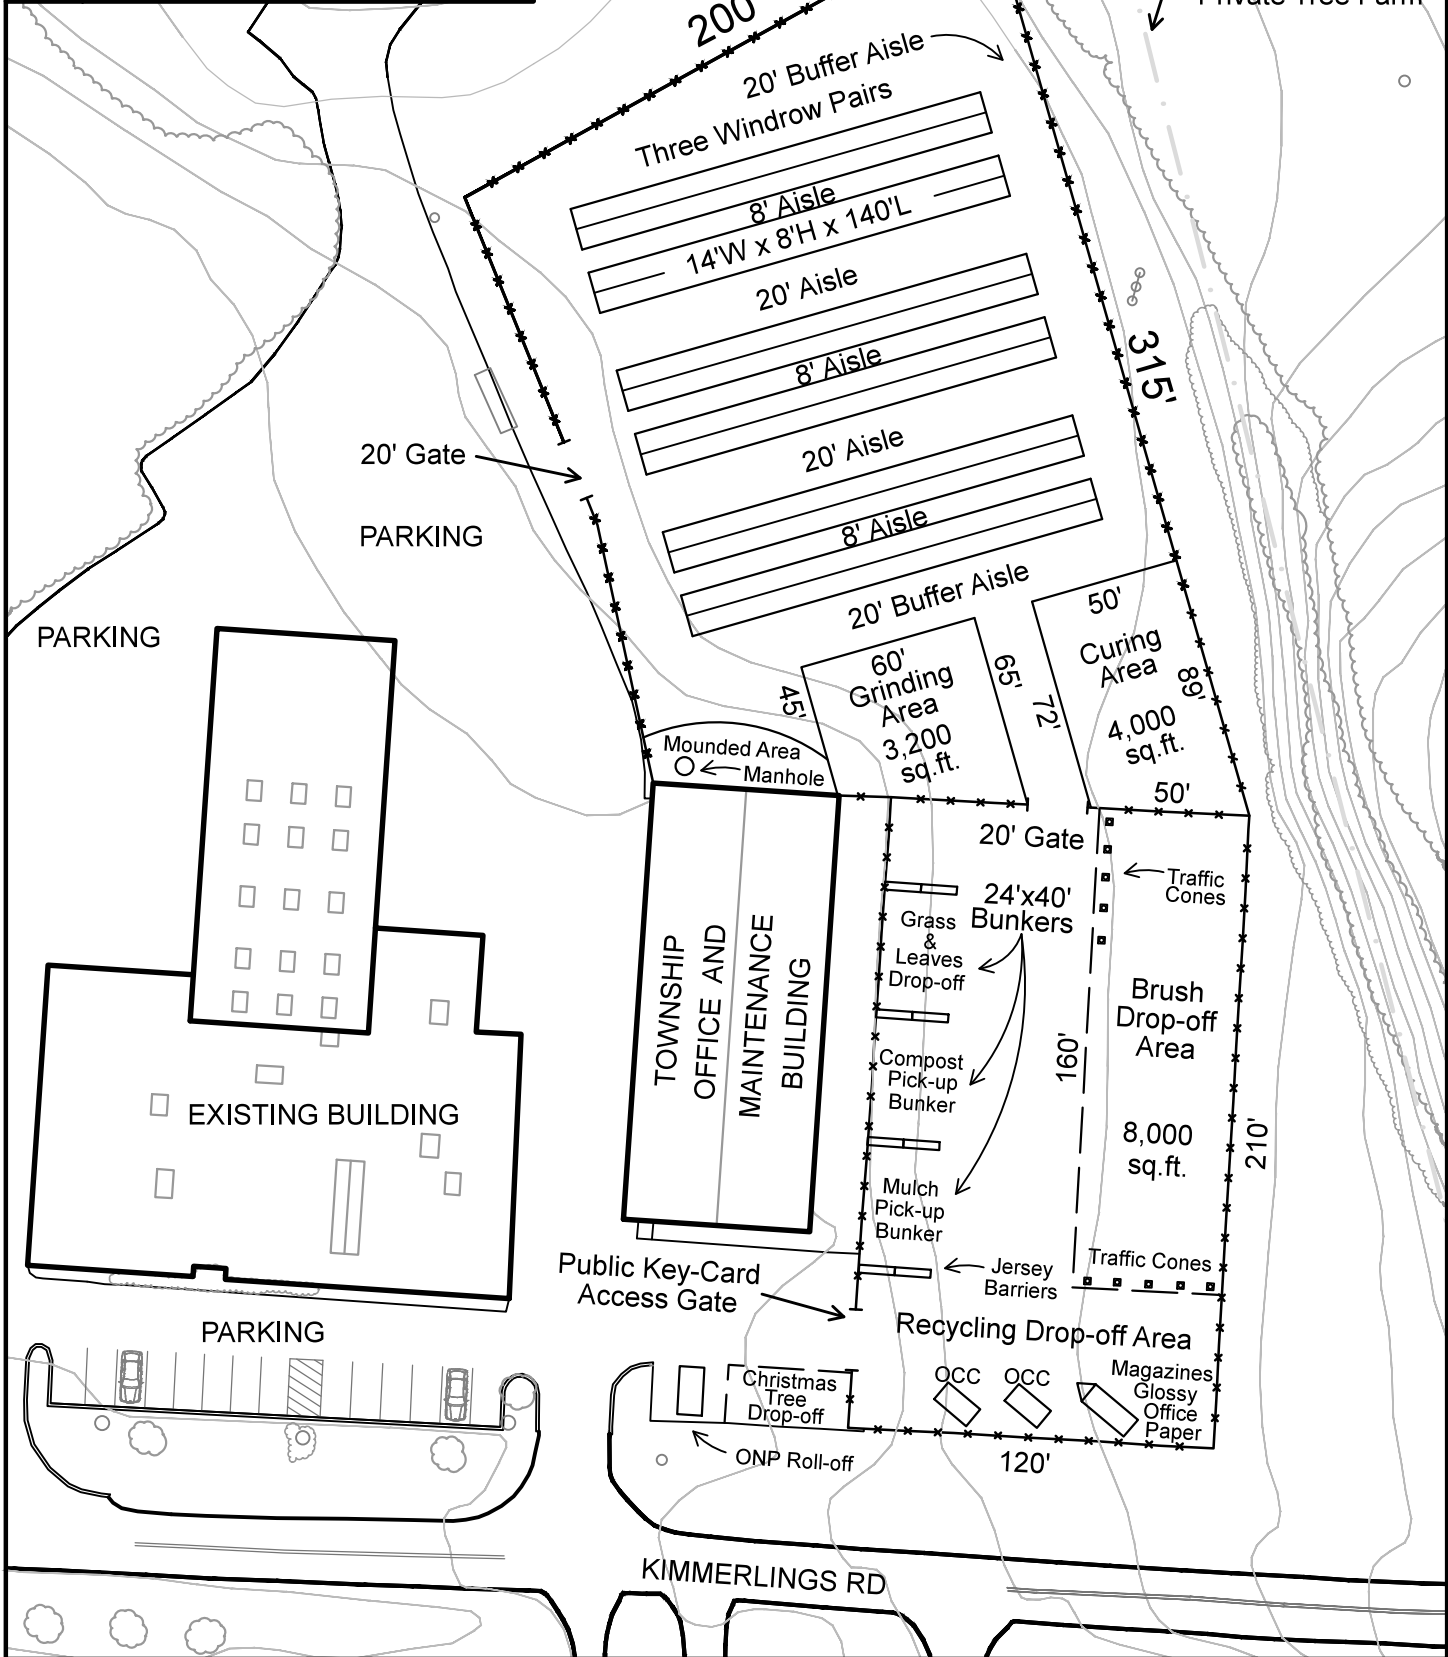 Private Tree Farm
200
20' Buffer Aisle
Three Windrow Pairs
8' Aisle
14'W x 8'H x 140'L
20' Aisle
8' Aisle
20' Aisle
8' Aisle
20' Buffer Aisle
315'
20' Gate
PARKING
PARKING
50'
Curing
Area
4,000
sq.ft.
72'
89'
50'
60'
Grinding
Area
3,200
sq.ft.
45'
65'
Mounded Area
Manhole
20' Gate
24'x40'
Bunkers
Traffic
Cones
Grass
&
Leaves
Drop-off
TOWNSHIP
OFFICE AND
MAINTENANCE
BUILDING
Brush
Drop-off
Area
8,000
sq.ft.
160'
210'
Compost
Pick-up
Bunker
EXISTING BUILDING
Mulch
Pick-up
Bunker
Jersey
Barriers
Traffic Cones
Public Key-Card
Access Gate
Recycling Drop-off Area
PARKING
Christmas
Tree
Drop-off
OCC
OCC
Magazines
Glossy
Office
Paper
ONP Roll-off
120'
KIMMERLINGS RD